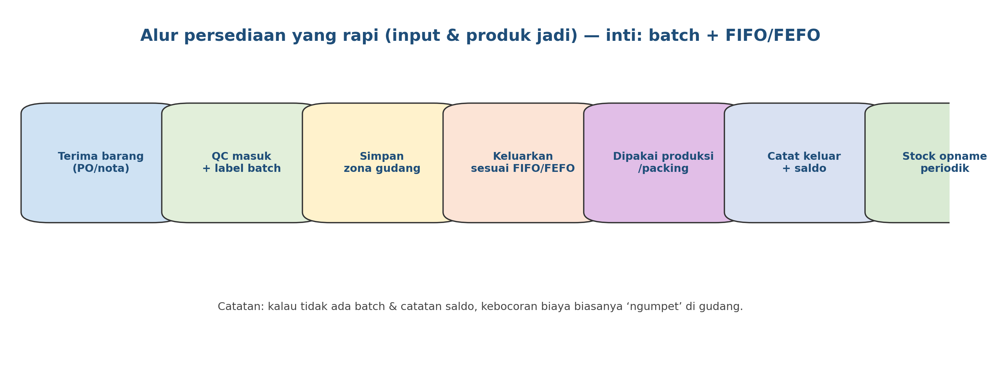 Alur persediaan yang rapi (input & produk jadi) — inti: batch + FIFO/FEFO
Terima barang
(PO/nota)
QC masuk
+ label batch
Simpan
zona gudang
Keluarkan
sesuai FIFO/FEFO
Dipakai produksi
/packing
Catat keluar
+ saldo
Stock opname
periodik
Catatan: kalau tidak ada batch & catatan saldo, kebocoran biaya biasanya ‘ngumpet’ di gudang.